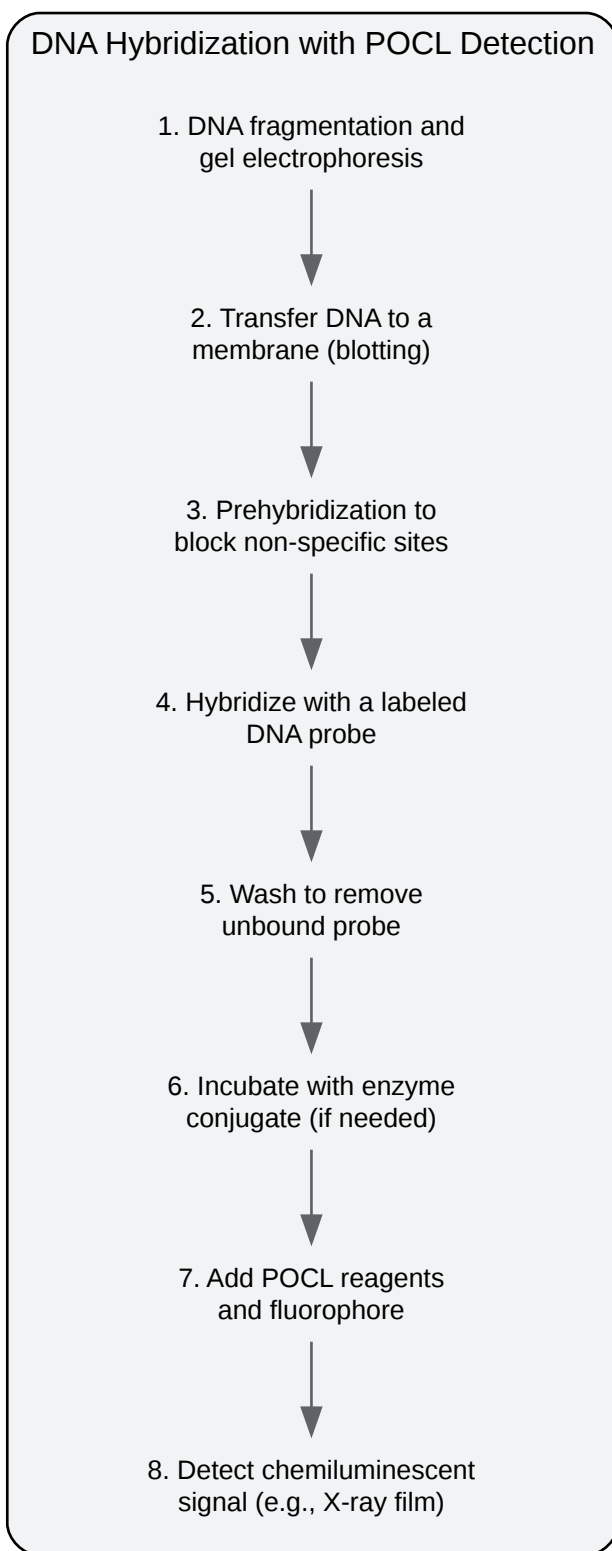 DNA Hybridization with POCL Detection
1. DNA fragmentation and
gel electrophoresis
2. Transfer DNA to a
membrane (blotting)
3. Prehybridization to
block non-specific sites
4. Hybridize with a labeled
DNA probe
5. Wash to remove
unbound probe
6. Incubate with enzyme
conjugate (if needed)
7. Add POCL reagents
and fluorophore
8. Detect chemiluminescent
signal (e.g., X-ray film)